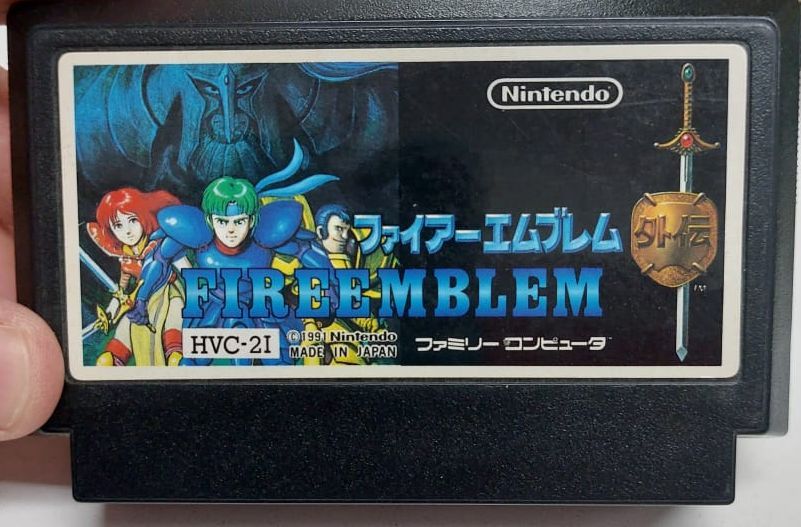 Nintendo
ファイアーエムブレム
外伝
TM
FIRE EMBLEM
HVC-2I
©1991 Nintendo
MADE IN JAPAN
ファミリーコンピュータ